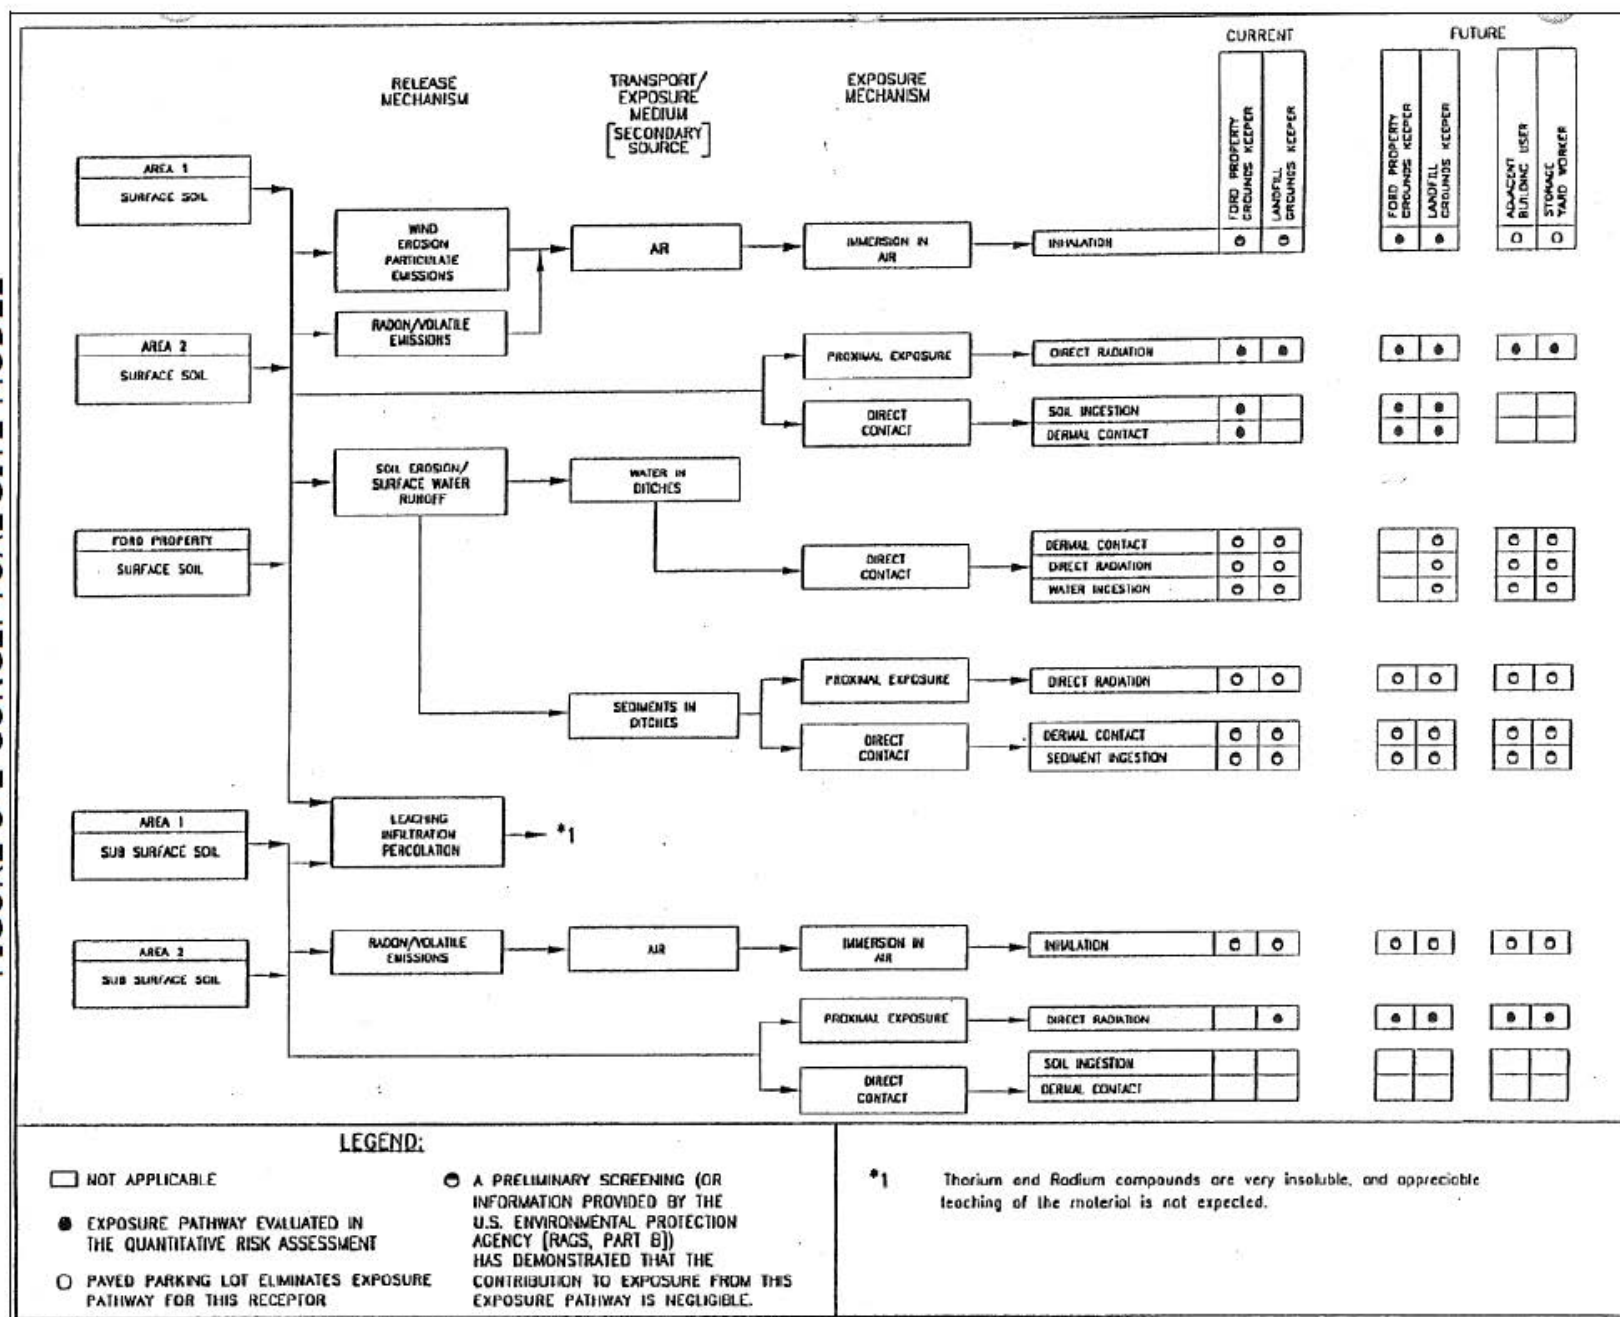 CURRENT
FUTURE
RELEASE
MECHANISM
TRANSPORT/
EXPOSURE
MEDIUM
[SECONDARY
SOURCE]
EXPOSURE
MECHANISM
FORD PROPERTY
GROUNDS KEEPER
LANDFILL
GROUNDS KEEPER
FORD PROPERTY
GROUNDS KEEPER
LANDFILL
GROUNDS KEEPER
ADJACENT
BUILDING USER
STORAGE
YARD WORKER
AREA 1
SURFACE SOIL
WIND
EROSION
PARTICULATE
EMISSIONS
AIR
IMMERSION IN
AIR
INHALATION
RADON/VOLATILE
EMISSIONS
AREA 2
SURFACE SOIL
PROXIMAL EXPOSURE
DIRECT RADIATION
DIRECT
CONTACT
SOIL INGESTION
DERMAL CONTACT
SOIL EROSION/
SURFACE WATER
RUNOFF
WATER IN
DITCHES
FORD PROPERTY
SURFACE SOIL
DIRECT
CONTACT
DERMAL CONTACT
DIRECT RADIATION
WATER INGESTION
SEDIMENTS IN
DITCHES
PROXIMAL EXPOSURE
DIRECT RADIATION
DIRECT
CONTACT
DERMAL CONTACT
SEDIMENT INGESTION
AREA 1
SUB SURFACE SOIL
LEACHING
INFILTRATION
PERCOLATION
*1
AREA 2
SUB SURFACE SOIL
RADON/VOLATILE
EMISSIONS
AIR
IMMERSION IN
AIR
INHALATION
PROXIMAL EXPOSURE
DIRECT RADIATION
DIRECT
CONTACT
SOIL INGESTION
DERMAL CONTACT
LEGEND:
NOT APPLICABLE
EXPOSURE PATHWAY EVALUATED IN
THE QUANTITATIVE RISK ASSESSMENT
PAVED PARKING LOT ELIMINATES EXPOSURE
PATHWAY FOR THIS RECEPTOR
A PRELIMINARY SCREENING (OR
INFORMATION PROVIDED BY THE
U.S. ENVIRONMENTAL PROTECTION
AGENCY [RAGS, PART B])
HAS DEMONSTRATED THAT THE
CONTRIBUTION TO EXPOSURE FROM THIS
EXPOSURE PATHWAY IS NEGLIGIBLE.
*1 Thorium and Radium compounds are very insoluble, and appreciable
leaching of the material is not expected.